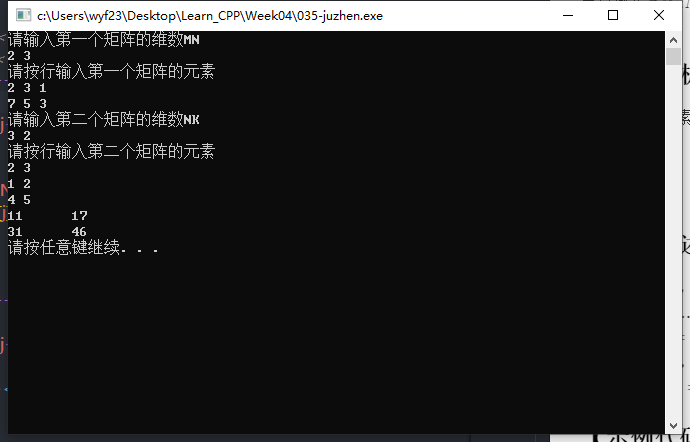 c:\Users\wyf23\Desktop\Learn_CPP\Week04\035-juzhen.exe
请输入第一个矩阵的维数MN
2 3
请按行输入第一个矩阵的元素
2 3 1
7 5 3
请输入第二个矩阵的维数NK
3 2
请按行输入第二个矩阵的元素
2 3
1 2
4 5
11 17
31 46
请按任意键继续. . .